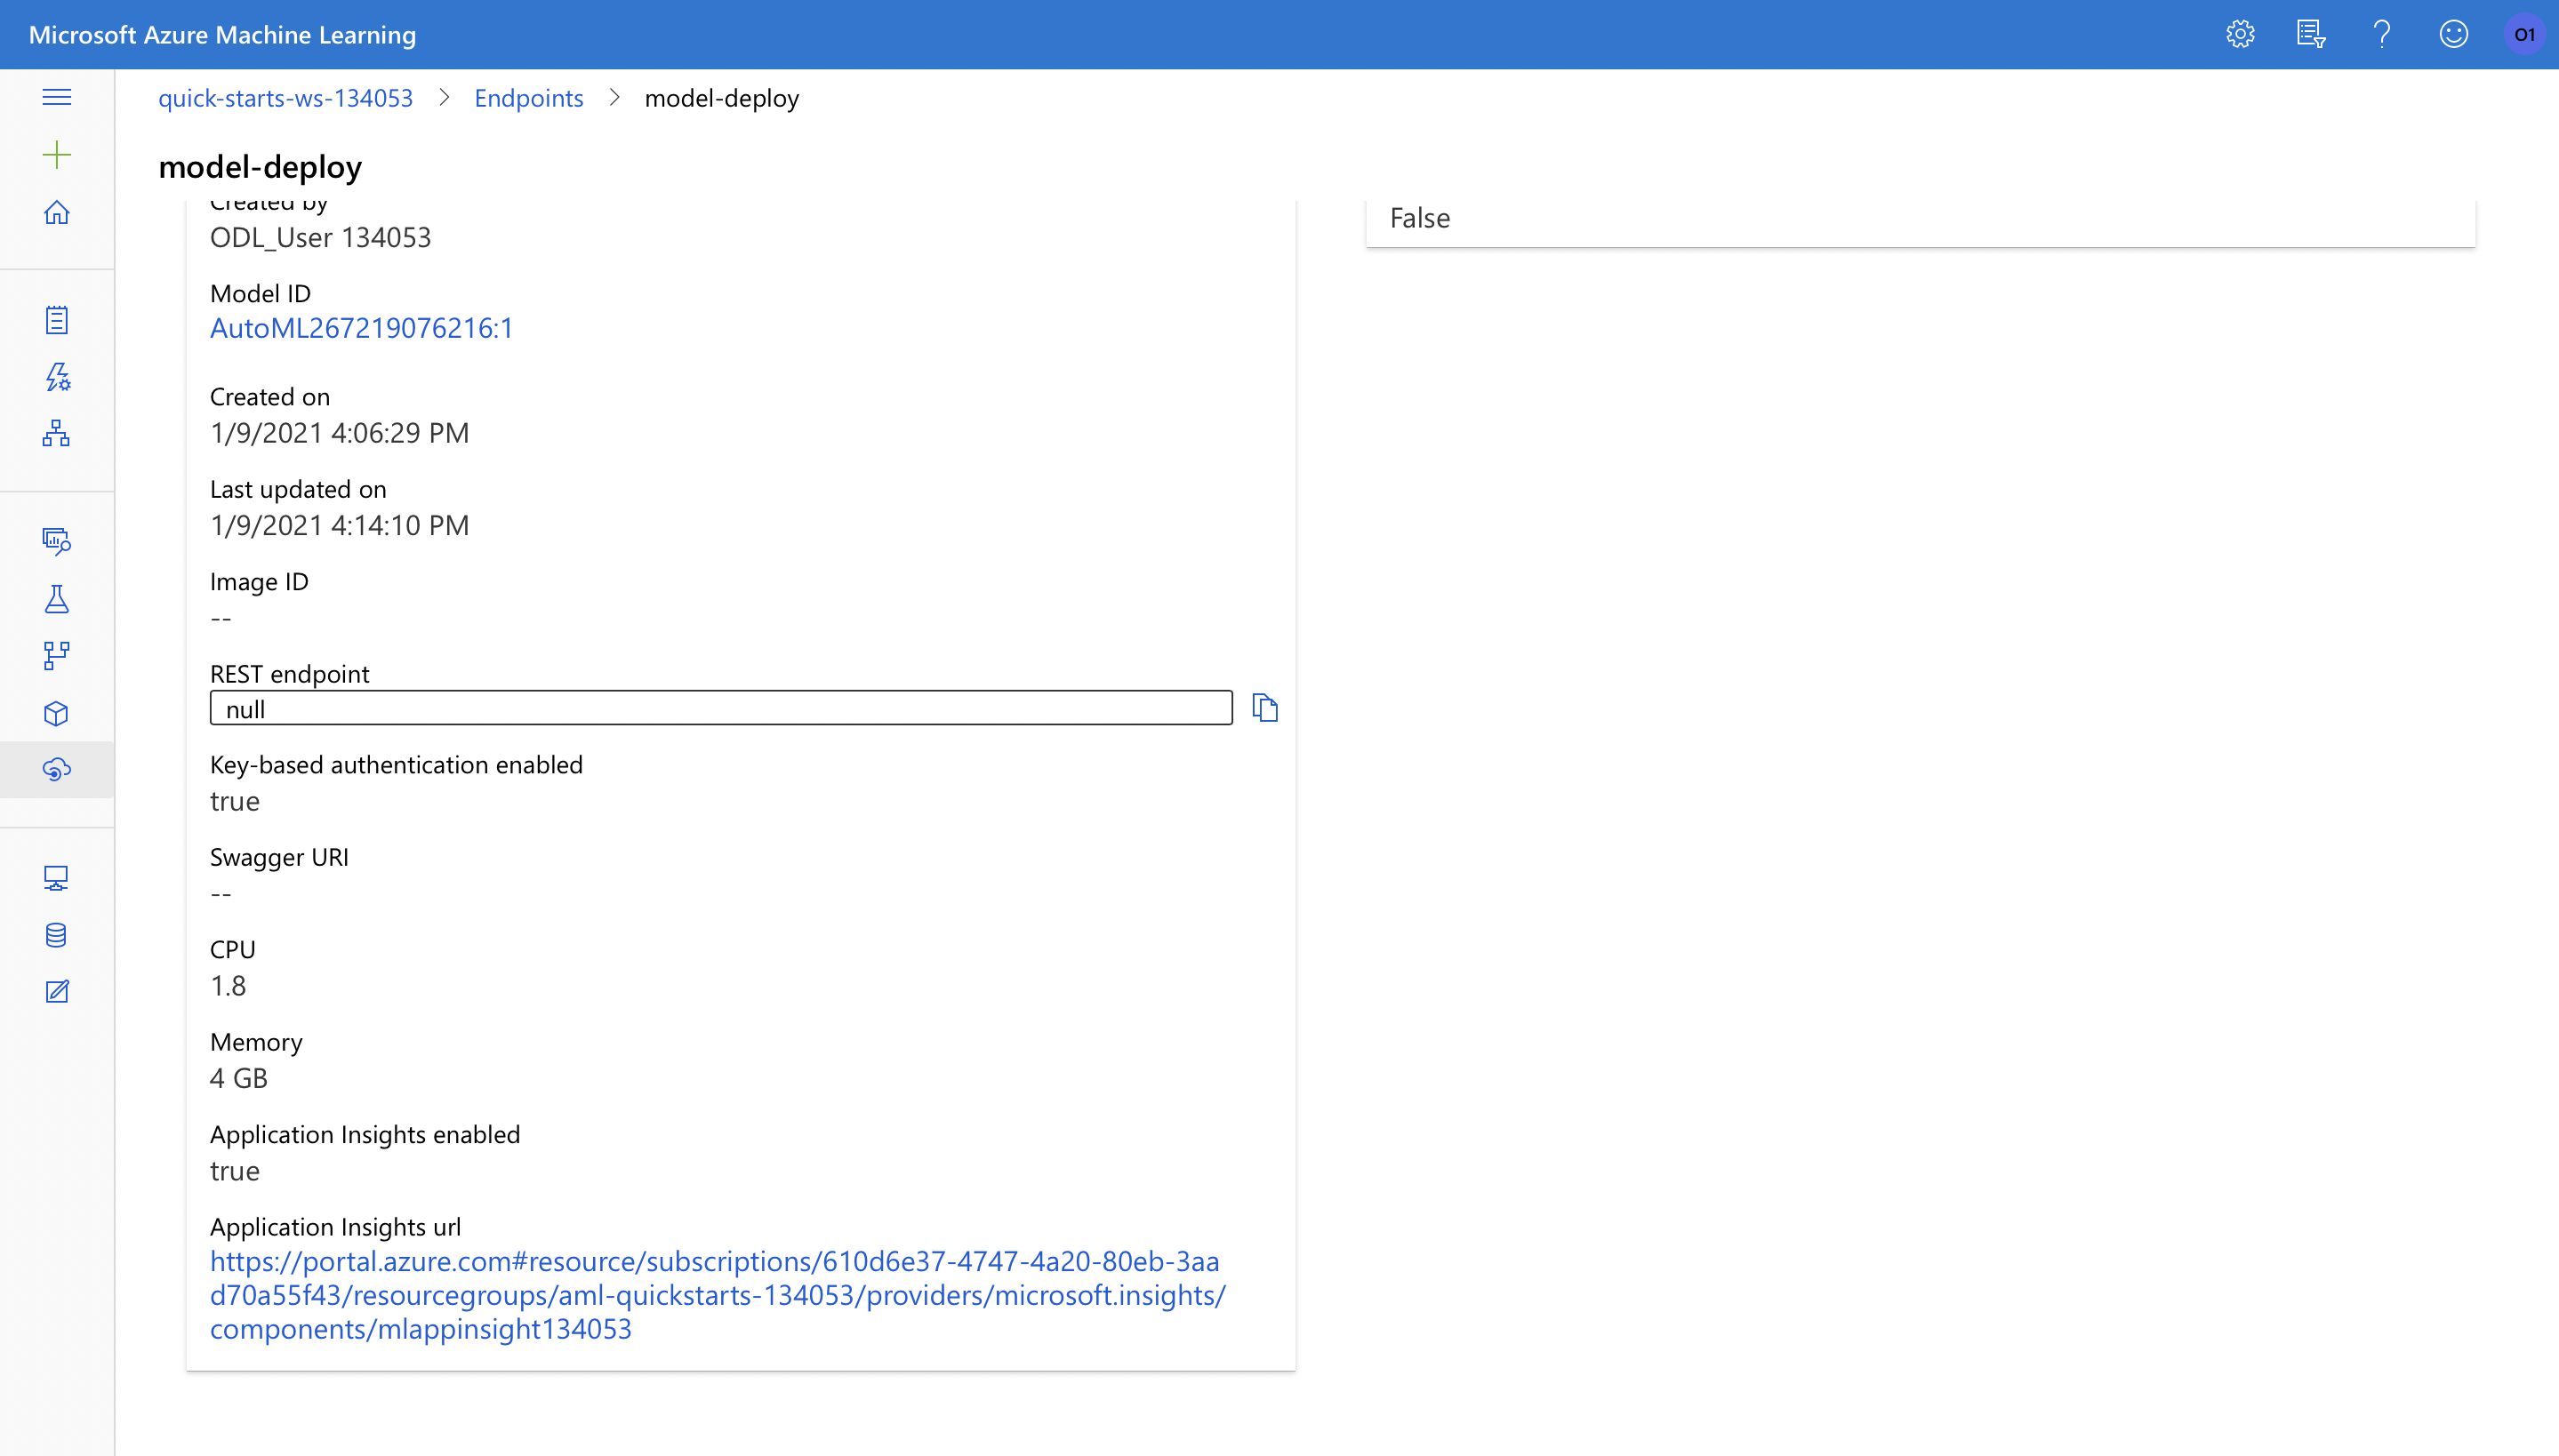 Microsoft Azure Machine Learning
O1
quick-starts-ws-134053 > Endpoints > model-deploy
model-deploy
Created by
ODL_User 134053
False
Model ID
AutoML267219076216:1
Created on
1/9/2021 4:06:29 PM
Last updated on
1/9/2021 4:14:10 PM
Image ID
--
REST endpoint
null
Key-based authentication enabled
true
Swagger URI
--
CPU
1.8
Memory
4 GB
Application Insights enabled
true
Application Insights url
https://portal.azure.com#resource/subscriptions/610d6e37-4747-4a20-80eb-3aa
d70a55f43/resourcegroups/aml-quickstarts-134053/providers/microsoft.insights/
components/mlappinsight134053